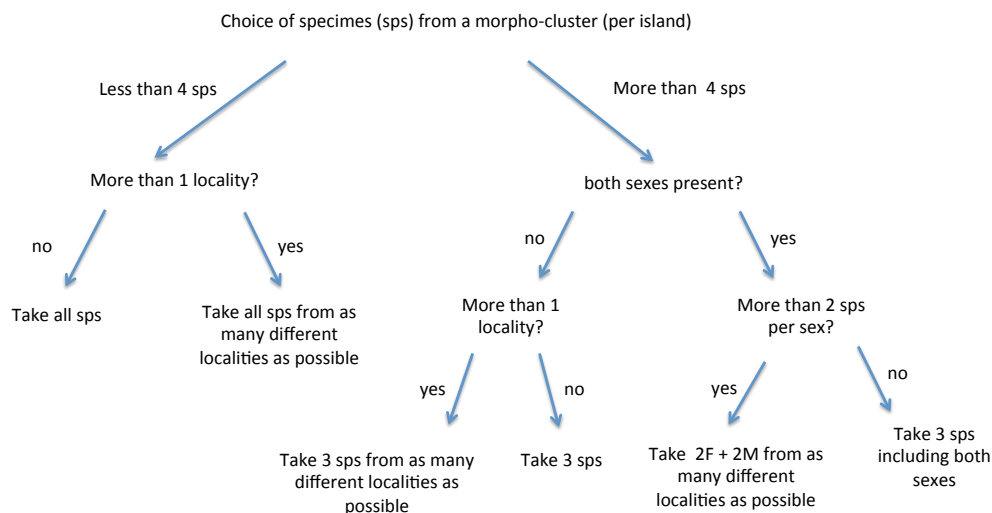 Choice of specimes (sps) from a morpho-cluster (per island)
Less than 4 sps
More than  4 sps
More than 1 locality?
both sexes present?
no
yes
no
yes
Take all sps
Take all sps from as
many different
localities as possible
More than 1
locality?
More than 2 sps
per sex?
yes
no
yes
no
Take 3 sps from as many
different localities as
possible
Take 3 sps
Take  2F + 2M from as
many different
localities as possible
Take 3 sps
including both
sexes